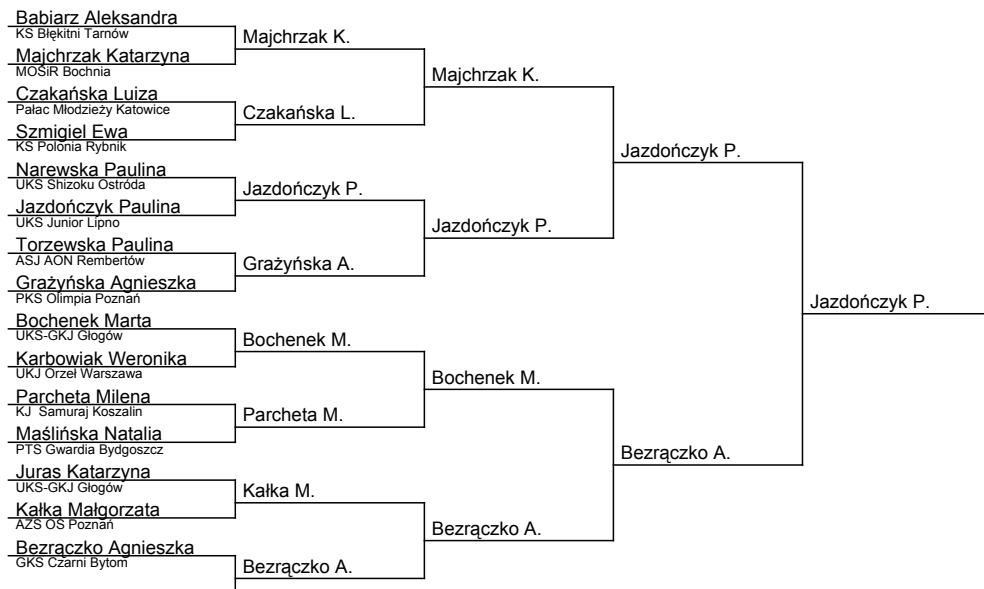 Babiarz Aleksandra
KS Błękitni Tarnów
Majchrzak K.
Majchrzak Katarzyna
MOSiR Bochnia
Majchrzak K.
Czakańska Luiza
Pałac Młodzieży Katowice
Czakańska L.
Szmigiel Ewa
KS Polonia Rybnik
Jazdończyk P.
Narewska Paulina
UKS Shizoku Ostróda
Jazdończyk P.
Jazdończyk Paulina
UKS Junior Lipno
Jazdończyk P.
Torzewska Paulina
ASJ AON Rembertów
Grażyńska A.
Grażyńska Agnieszka
PKS Olimpia Poznań
Jazdończyk P.
Bochenek Marta
UKS-GKJ Głogów
Bochenek M.
Karbowiak Weronika
UKJ Orzeł Warszawa
Bochenek M.
Parcheta Milena
KJ  Samuraj Koszalin
Parcheta M.
Maślińska Natalia
PTS Gwardia Bydgoszcz
Bezrączko A.
Juras Katarzyna
UKS-GKJ Głogów
Kałka M.
Kałka Małgorzata
AZS OŚ Poznań
Bezrączko A.
Bezrączko Agnieszka
GKS Czarni Bytom
Bezrączko A.